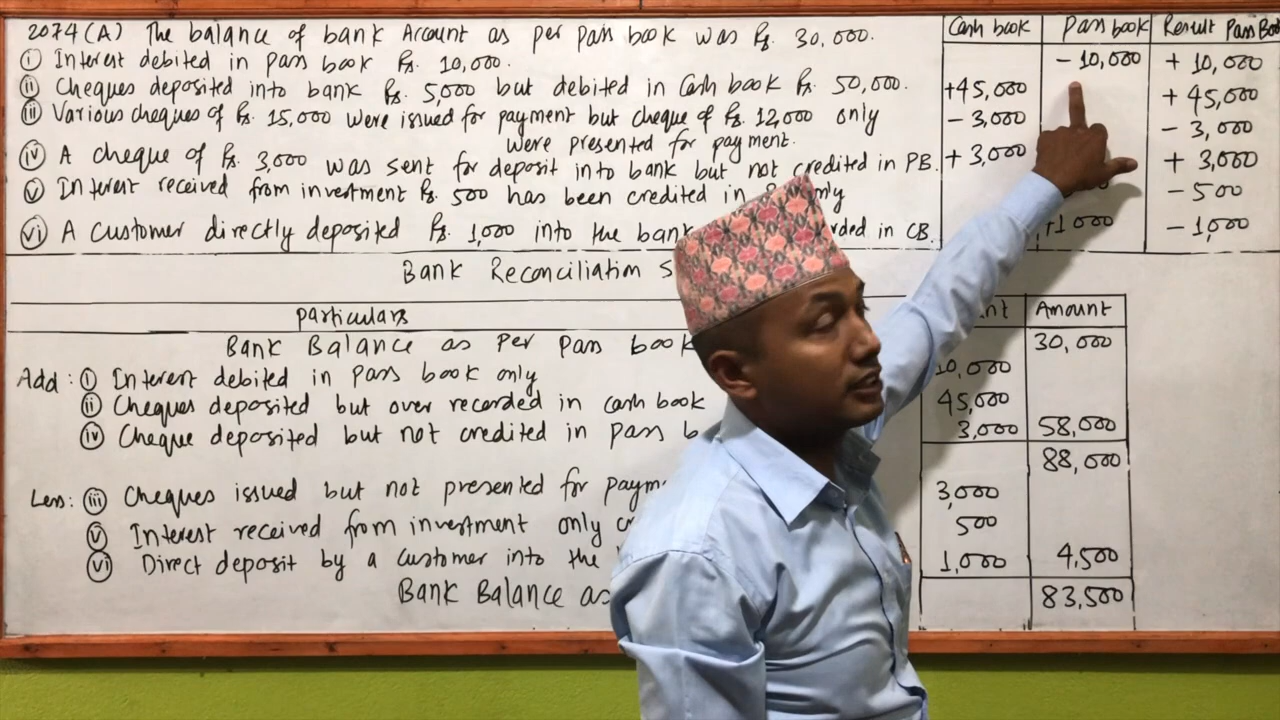 2074(A) The balance of bank Account as per pass book was Rs. 30,000.
Cash book Pass book Result Pass Boo
(i) Interest debited in pass book Rs. 10,000.
- 10,000 + 10,000
(ii) Cheques deposited into bank Rs. 5,000 but debited in Cash book Rs. 50,000.
+45,000 + 45,000
(iii) Various cheques of Rs. 15,000 were issued for payment but cheque of Rs. 12,000 only
were presented for payment.
- 3,000 - 3,000
(iv) A cheque of Rs. 3,000 was sent for deposit into bank but not credited in PB.
+ 3,000 + 3,000
(v) Interest received from investment Rs. 500 has been credited in only
- 500
(vi) A customer directly deposited Rs. 1,000 into the bank rded in CB.
+1000 - 1,000
Bank Reconciliation S
Particulars nt Amount
Bank Balance as Per pass book 30,000
Add: (i) Interest debited in pass book only 10,000
(ii) Cheques deposited but over recorded in cash book 45,000
(iv) Cheque deposited but not credited in pass b 3,000 58,000
88,000
Less: (iii) Cheques issued but not presented for payme 3,000
(v) Interest received from investment only 500
(vi) Direct deposit by a customer into the 1,000 4,500
Bank Balance as 83,500